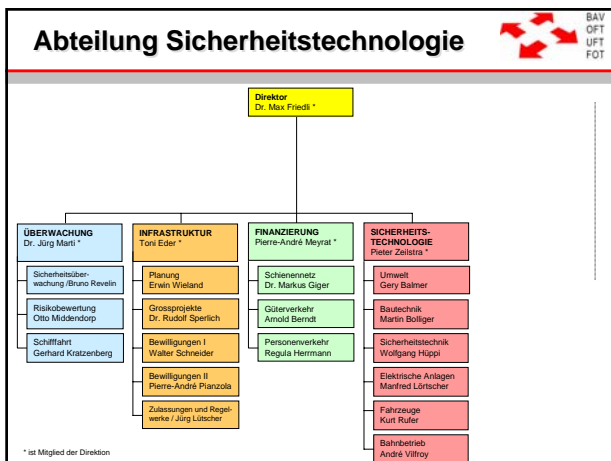 Abteilung Sicherheitstechnologie
BAV
OFT
UFT
FOT
Direktor
Dr. Max Friedli *
ÜBERWACHUNG
Dr. Jürg Marti *
Sicherheitsüber-
wachung /Bruno Revelin
Risikobewertung
Otto Middendorp
Schifffahrt
Gerhard Kratzenberg
INFRASTRUKTUR
Toni Eder *
Planung
Erwin Wieland
Grossprojekte
Dr. Rudolf Sperlich
Bewilligungen I
Walter Schneider
Bewilligungen II
Pierre-André Pianzola
Zulassungen und Regel-
werke / Jürg Lütscher
FINANZIERUNG
Pierre-André Meyrat *
Schienennetz
Dr. Markus Giger
Güterverkehr
Arnold Berndt
Personenverkehr
Regula Herrmann
SICHERHEITS-
TECHNOLOGIE
Pieter Zeilstra *
Umwelt
Gery Balmer
Bautechnik
Martin Bolliger
Sicherheitstechnik
Wolfgang Hüppi
Elektrische Anlagen
Manfred Lörtscher
Fahrzeuge
Kurt Rufer
Bahnbetrieb
André Vilfroy
* ist Mitglied der Direktion